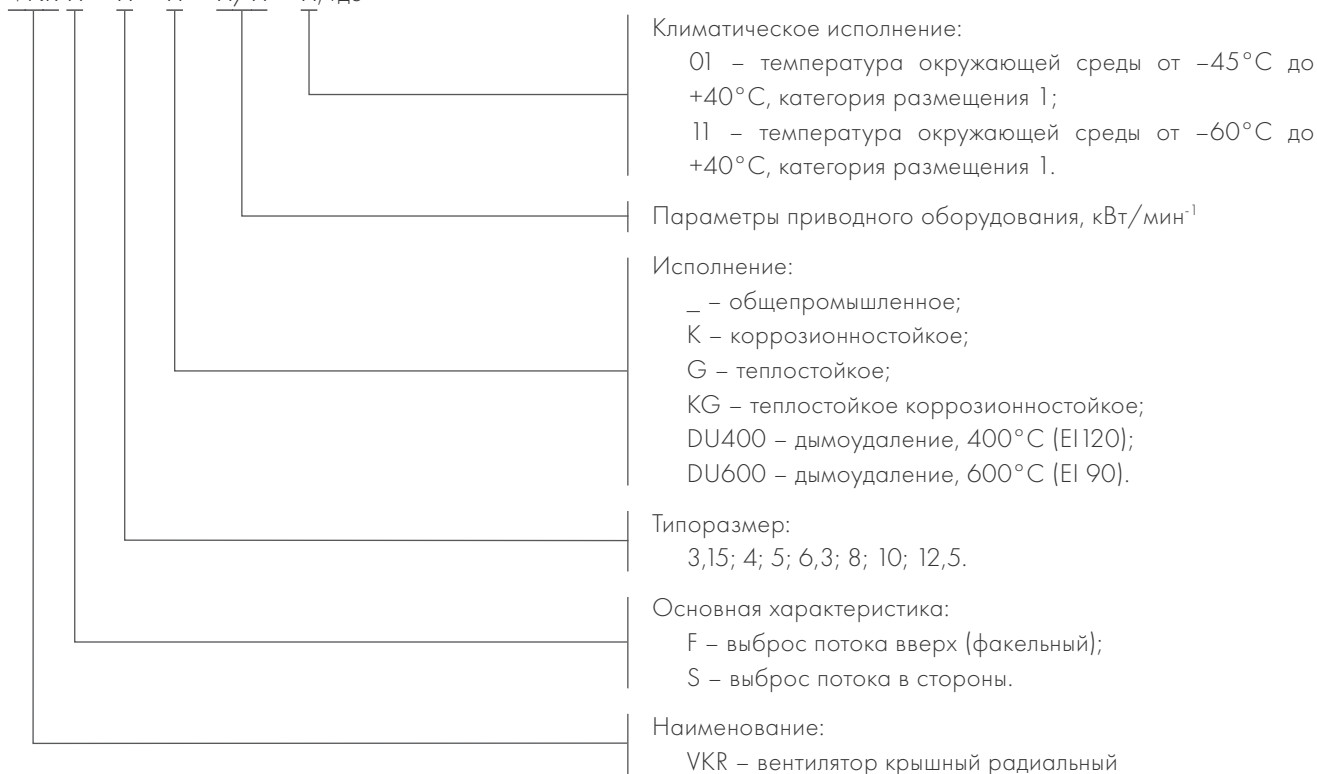 Климатическое исполнение:
01 – температура окружающей среды от –45°С до
+40°С, категория размещения 1;
11 – температура окружающей среды от –60°С до
+40°С, категория размещения 1.
Параметры приводного оборудования, кВт/мин⁻¹
Исполнение:
_ – общепромышленное;
K – коррозионностойкое;
G – теплостойкое;
KG – теплостойкое коррозионностойкое;
DU400 – дымоудаление, 400°С (EI120);
DU600 – дымоудаление, 600°С (EI 90).
Типоразмер:
3,15; 4; 5; 6,3; 8; 10; 12,5.
Основная характеристика:
F – выброс потока вверх (факельный);
S – выброс потока в стороны.
Наименование:
VKR – вентилятор крышный радиальный